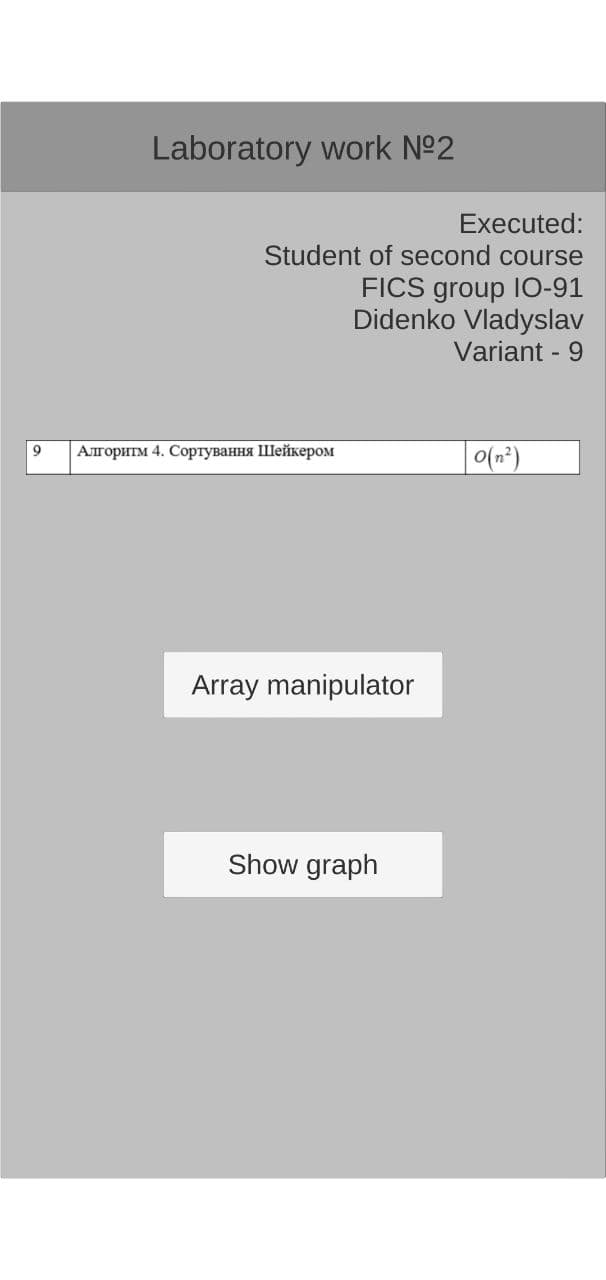 Laboratory work №2
Executed:
Student of second course
FICS group IO-91
Didenko Vladyslav
Variant - 9
9 Алгоритм 4. Сортування Шейкером O(n²)
Array manipulator
Show graph